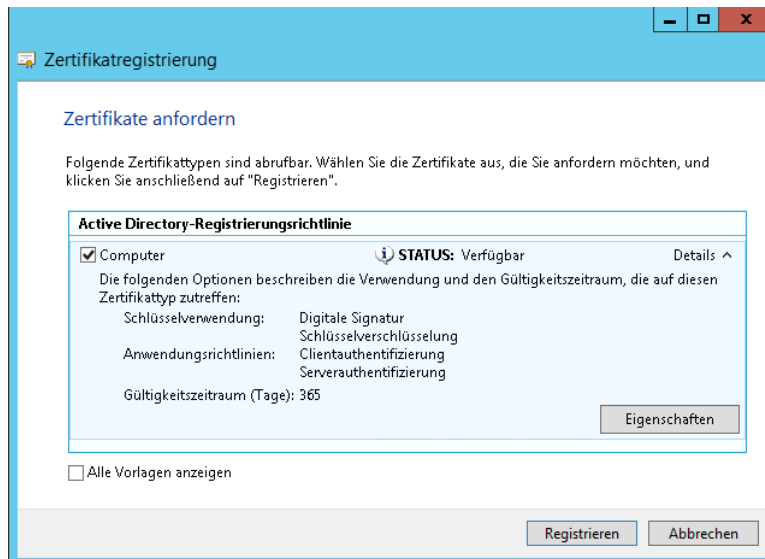 Zertifikatregistrierung
Zertifikate anfordern
Folgende Zertifikattypen sind abrufbar. Wählen Sie die Zertifikate aus, die Sie anfordern möchten, und
klicken Sie anschließend auf "Registrieren".
Active Directory-Registrierungsrichtlinie
Computer STATUS: Verfügbar Details
Die folgenden Optionen beschreiben die Verwendung und den Gültigkeitszeitraum, die auf diesen
Zertifikattyp zutreffen:
Schlüsselverwendung: Digitale Signatur
Schlüsselverschlüsselung
Anwendungsrichtlinien: Clientauthentifizierung
Serverauthentifizierung
Gültigkeitszeitraum (Tage): 365
Eigenschaften
Alle Vorlagen anzeigen
Registrieren Abbrechen